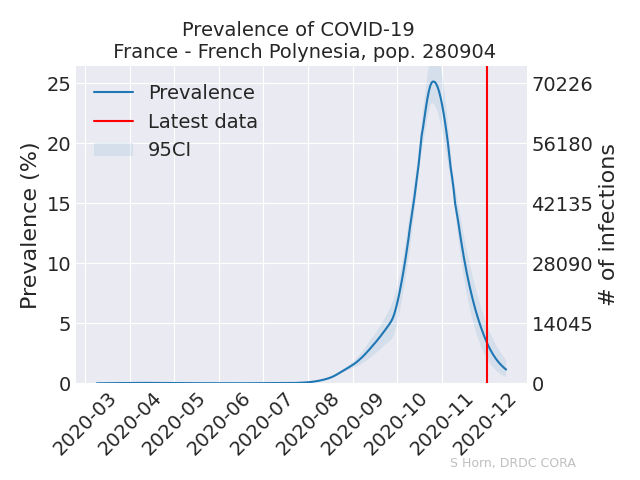 Prevalence of COVID-19
France - French Polynesia, pop. 280904
Prevalence
Latest data
95CI
Prevalence (%)
25
20
15
10
5
0
70226
56180
42135
28090
14045
0
# of infections
2020-03
2020-04
2020-05
2020-06
2020-07
2020-08
2020-09
2020-10
2020-11
2020-12
S Horn, DRDC CORA